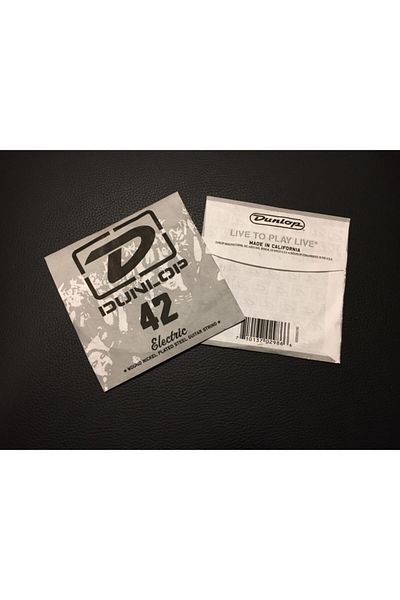 D
DUNLOP
42
Electric
★ WOUND NICKEL PLATED STEEL GUITAR STRING ★
Dunlop
LIVE TO PLAY LIVE®
MADE IN CALIFORNIA